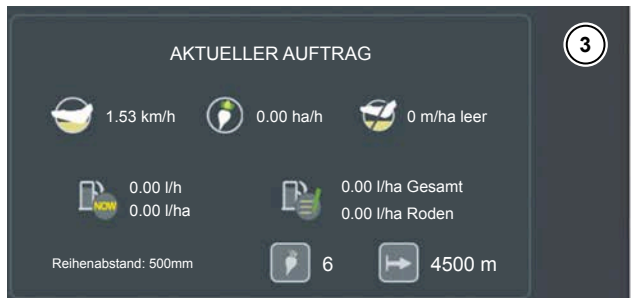 AKTUELLER AUFTRAG
3
1.53 km/h 0.00 ha/h 0 m/ha leer
0.00 l/h
0.00 l/ha
NOW
0.00 l/ha Gesamt
0.00 l/ha Roden
Reihenabstand: 500mm 6 4500 m